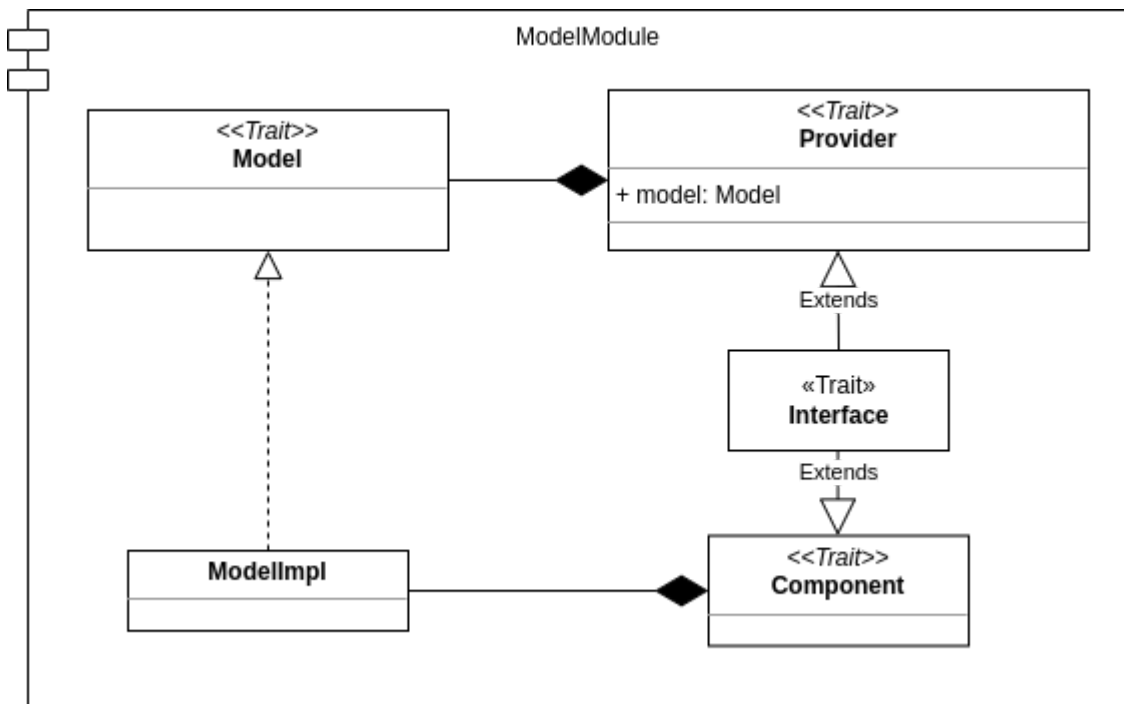 ModelModule
<<Trait>>
Model
<<Trait>>
Provider
+ model: Model
Extends
«Trait»
Interface
Extends
ModelImpl
<<Trait>>
Component